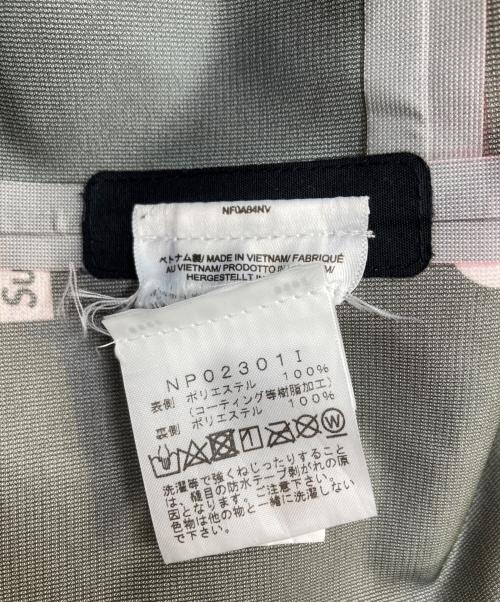 NF0A84NV
ベトナム製/ MADE IN VIETNAM/ FABRIQUÉ
AU VIETNAM/ PRODOTTO IN
HERGESTELLT IN
Su
NP02301I
表側 ポリエステル 100%
(コーティング等樹脂加工)
裏側 ポリエステル 100%
W
洗濯等で強くねじったりすること
は、縫目の防水テープ剥がれの原
因となります。ご注意下さい。
色物は他の物と一緒に洗濯しない
でください。